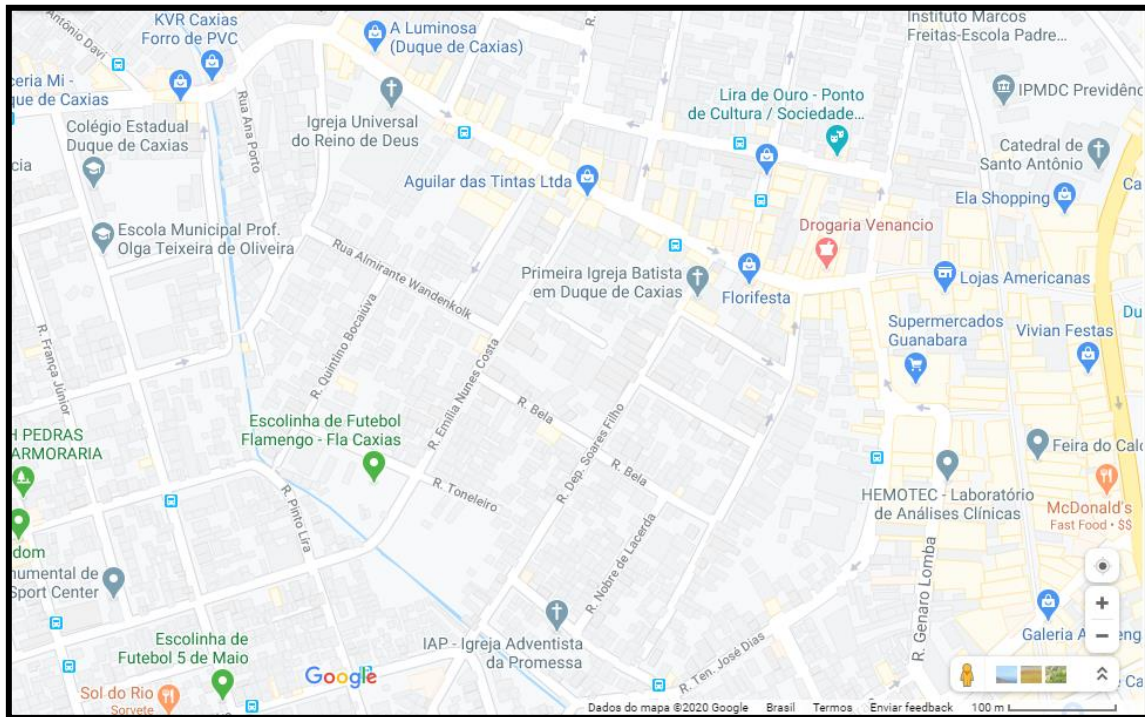 KVR Caxias
Forro de PVC
Antônio Davi
A Luminosa
(Duque de Caxias)
R.
Instituto Marcos
Freitas-Escola Padre...
ceria Mi -
que de Caxias
Rua Ana Porto
Igreja Universal
do Reino de Deus
Lira de Ouro - Ponto
de Cultura / Sociedade...
IPMDC Previdênc
Colégio Estadual
Duque de Caxias
cia
Catedral de
Santo Antônio
Aguilar das Tintas Ltda
Ela Shopping
Ca
Escola Municipal Prof.
Olga Teixeira de Oliveira
Rua Almirante Wandenkolk
Drogaria Venancio
Primeira Igreja Batista
em Duque de Caxias
Florifesta
Lojas Americanas
Du
R. Quintino Bocaiúva
Supermercados
Guanabara
Vivian Festas
R. França Júnior
R. Emília Nunes Costa
R. Bela
Escolinha de Futebol
Flamengo - Fla Caxias
R. Dep. Soares Filho
H PEDRAS
ARMORARIA
R. Bela
Feira do Calç
R. Toneleiro
R. Pinto Lira
HEMOTEC - Laboratório
de Análises Clínicas
McDonald's
Fast Food • $$
dom
R. Nobre de Lacerda
numental de
Sport Center
R. Genaro Lomba
Escolinha de
Futebol 5 de Maio
IAP - Igreja Adventista
da Promessa
R. Ten. José Dias
Galeria A
eng
Google
Sol do Rio
Sorvete
Ca
Dados do mapa ©2020 Google Brasil Termos Enviar feedback 100 m